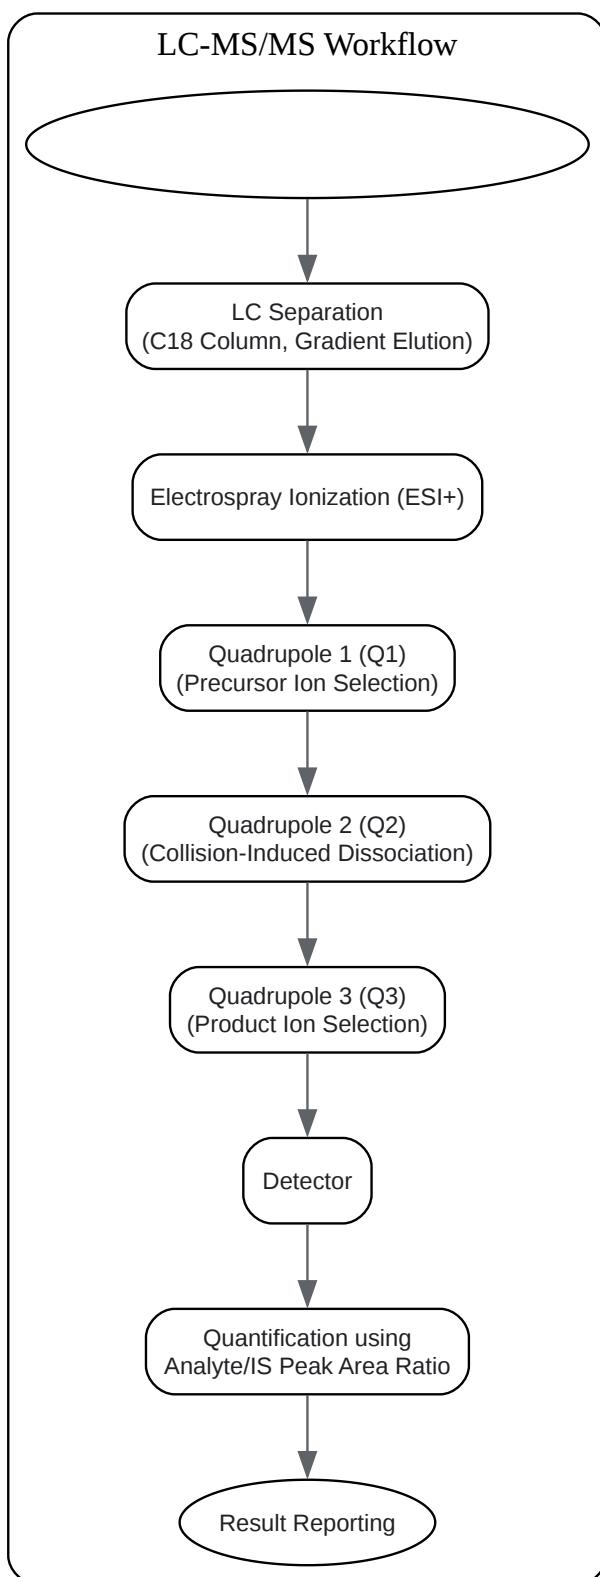 LC-MS/MS Workflow
LC Separation
(C18 Column, Gradient Elution)
Electrospray Ionization (ESI+)
Quadrupole 1 (Q1)
(Precursor Ion Selection)
Quadrupole 2 (Q2)
(Collision-Induced Dissociation)
Quadrupole 3 (Q3)
(Product Ion Selection)
Detector
Quantification using
Analyte/IS Peak Area Ratio
Result Reporting